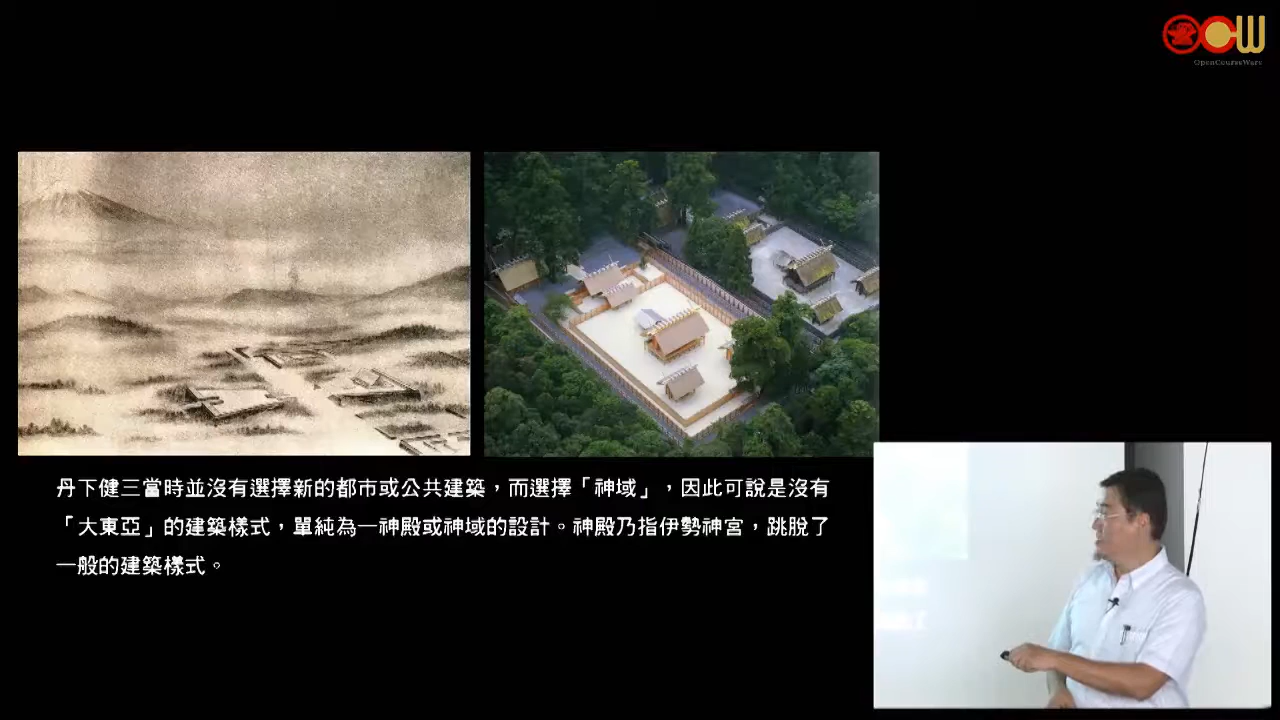 OCW
OpenCourseWare
丹下健三當時並沒有選擇新的都市或公共建築，而選擇「神域」，因此可說是沒有
「大東亞」的建築樣式，單純為一神殿或神域的設計。神殿乃指伊勢神宮，跳脫了
一般的建築樣式。